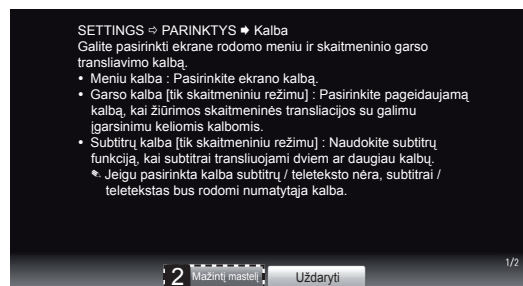 SETTINGS ⇨ PARINKTYS ➧ Kalba
Galite pasirinkti ekrane rodomo meniu ir skaitmeninio garso
transliavimo kalbą.
• Meniu kalba : Pasirinkite ekrano kalbą.
• Garso kalba [tik skaitmeniniu režimu] : Pasirinkite pageidaujamą
kalbą, kai žiūrimos skaitmeninės transliacijos su galimu
įgarsinimu keliomis kalbomis.
• Subtitrų kalba [tik skaitmeniniu režimu] : Naudokite subtitrų
funkciją, kai subtitrai transliuojami dviem ar daugiau kalbų.
✎ Jeigu pasirinkta kalba subtitrų / teleteksto nėra, subtitrai /
teletekstas bus rodomi numatytąja kalba.
1/2
2 Mažintį mastelį Uždaryti